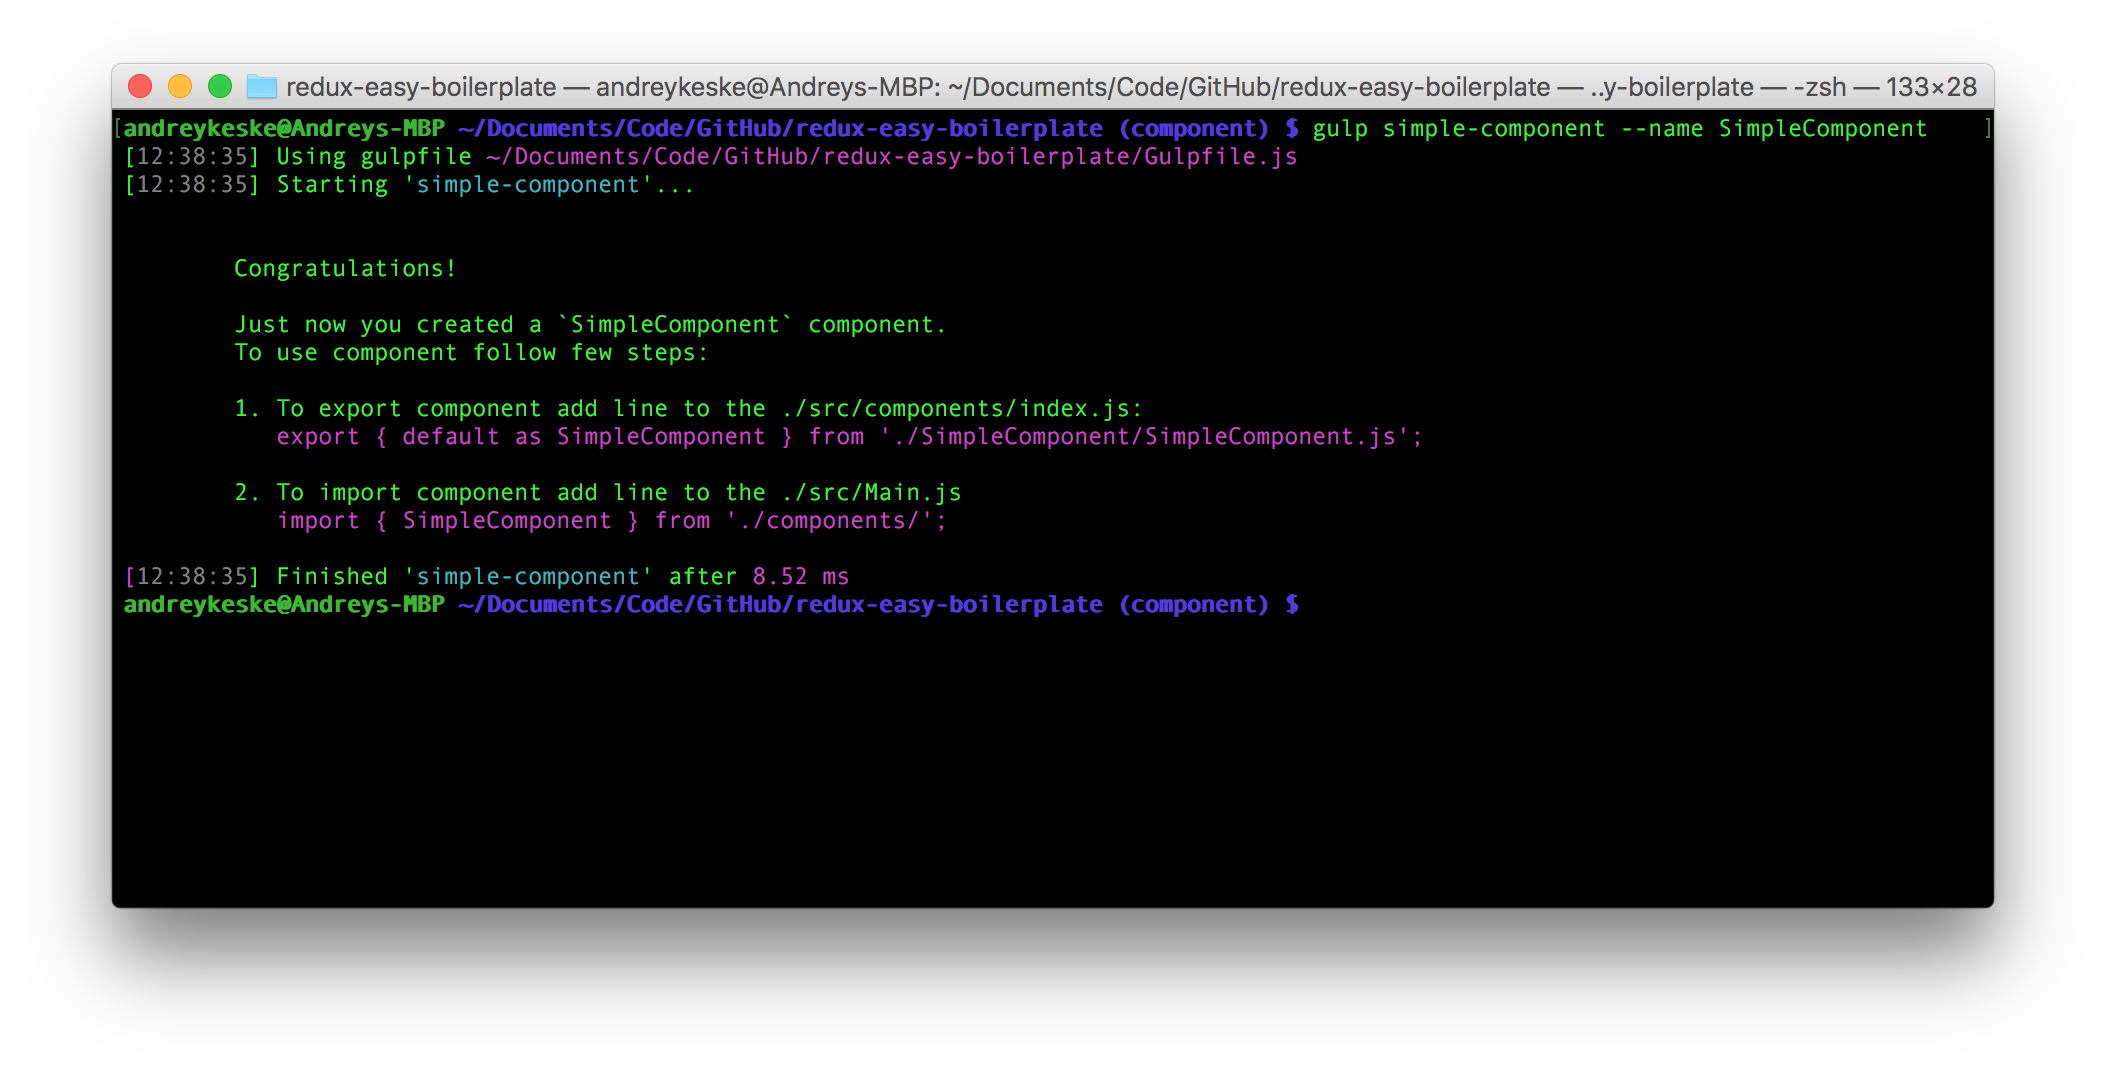 redux-easy-boilerplate — andreykeske@Andreys-MBP: ~/Documents/Code/GitHub/redux-easy-boilerplate — ..y-boilerplate — -zsh — 133×28
[andreykeske@Andreys-MBP ~/Documents/Code/GitHub/redux-easy-boilerplate (component) $ gulp simple-component --name SimpleComponent ]
[12:38:35] Using gulpfile ~/Documents/Code/GitHub/redux-easy-boilerplate/Gulpfile.js
[12:38:35] Starting 'simple-component'...
Congratulations!
Just now you created a `SimpleComponent` component.
To use component follow few steps:
1. To export component add line to the ./src/components/index.js:
export { default as SimpleComponent } from './SimpleComponent/SimpleComponent.js';
2. To import component add line to the ./src/Main.js
import { SimpleComponent } from './components/';
[12:38:35] Finished 'simple-component' after 8.52 ms
andreykeske@Andreys-MBP ~/Documents/Code/GitHub/redux-easy-boilerplate (component) $